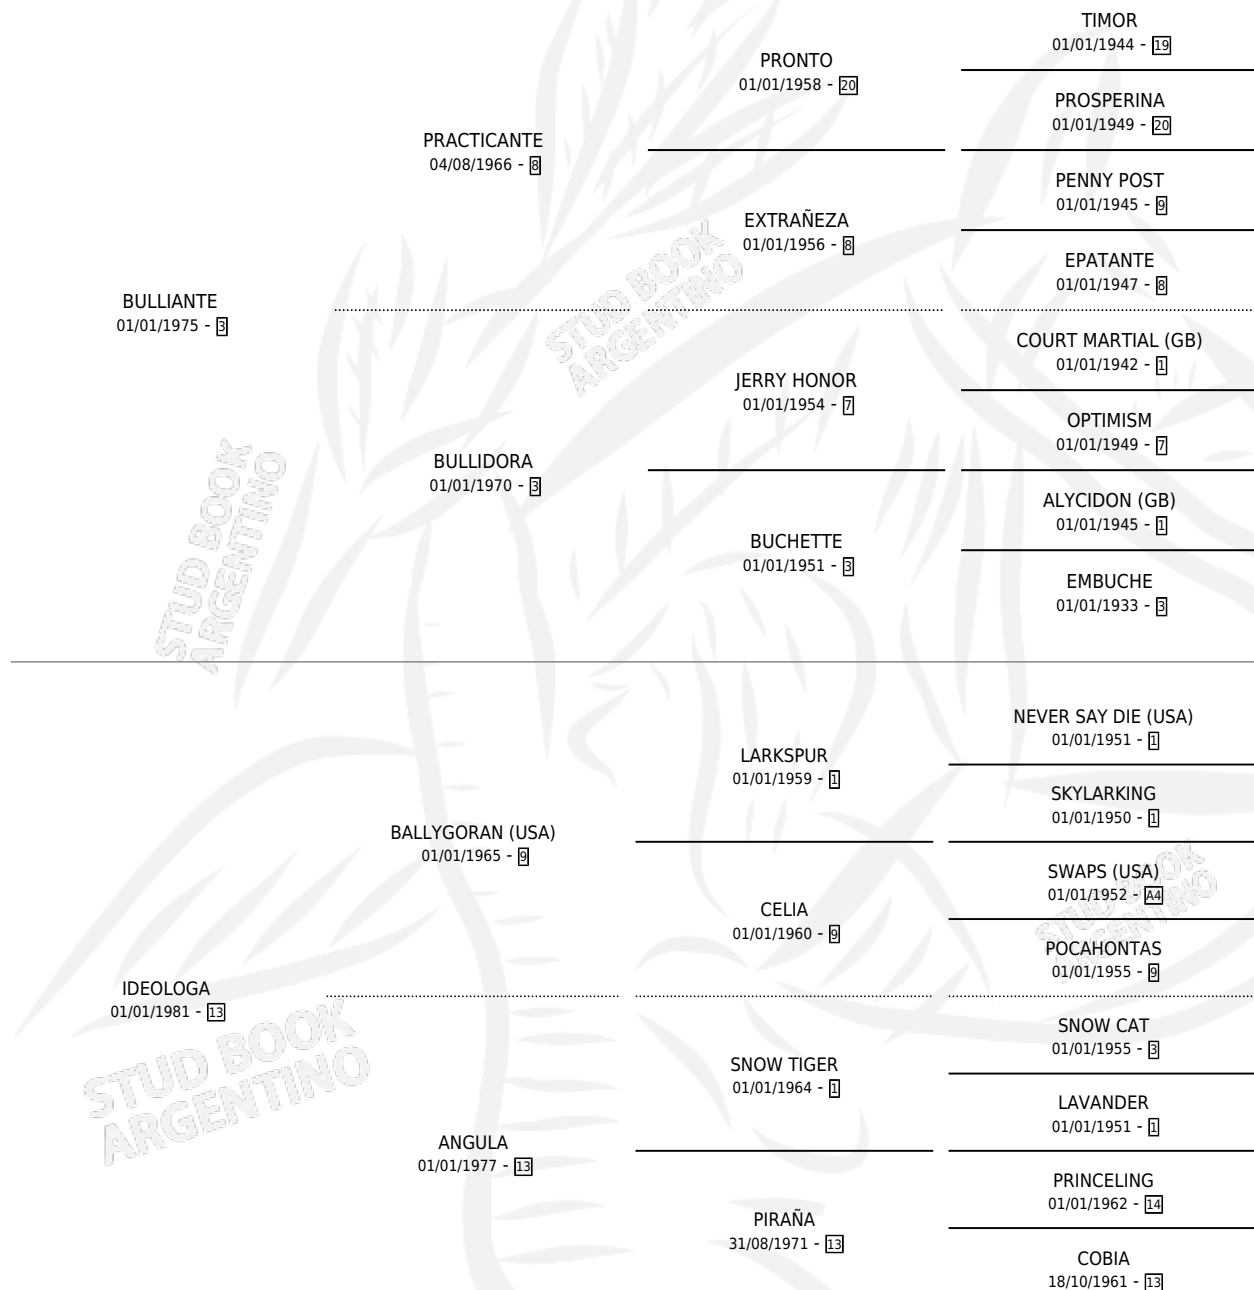 TIMOR
01/01/1944 - 19
PRONTO
01/01/1958 - 20
PROSPERINA
01/01/1949 - 20
PRACTICANTE
04/08/1966 - 8
PENNY POST
01/01/1945 - 9
EXTRAÑEZA
01/01/1956 - 8
EPATANTE
01/01/1947 - 8
BULLIANTE
01/01/1975 - 3
COURT MARTIAL (GB)
01/01/1942 - 1
JERRY HONOR
01/01/1954 - 7
OPTIMISM
01/01/1949 - 7
BULLIDORA
01/01/1970 - 3
ALYCIDON (GB)
01/01/1945 - 1
BUCHETTE
01/01/1951 - 3
EMBUCHE
01/01/1933 - 3
NEVER SAY DIE (USA)
01/01/1951 - 1
LARKSPUR
01/01/1959 - 1
SKYLARKING
01/01/1950 - 1
BALLYGORAN (USA)
01/01/1965 - 9
SWAPS (USA)
01/01/1952 - A4
CELIA
01/01/1960 - 9
POCAHONTAS
01/01/1955 - 9
IDEOLOGA
01/01/1981 - 13
SNOW CAT
01/01/1955 - 3
SNOW TIGER
01/01/1964 - 1
LAVANDER
01/01/1951 - 1
ANGULA
01/01/1977 - 13
PRINCELING
01/01/1962 - 14
PIRAÑA
31/08/1971 - 13
COBIA
18/10/1961 - 13
STUD BOOK
ARGENTINO
STUD BOOK
ARGENTINO
STUD BOOK
ARGENTINO
STUD BOOK
ARGENTINO